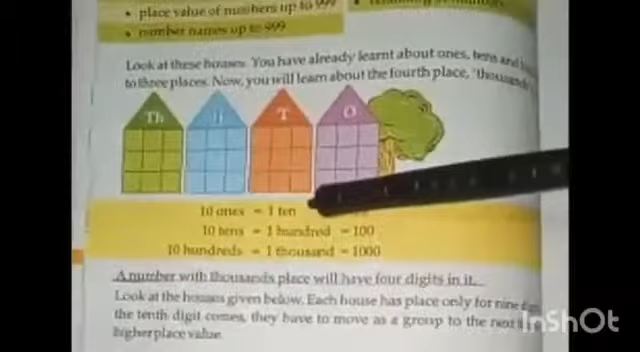 • place value of numbers up to 999
• number names up to 999
Look at these houses. You have already learnt about ones, tens and
to three places. Now, you will learn about the fourth place, 'thousands
Th H T O
10 ones = 1 ten
10 tens = 1 hundred = 100
10 hundreds = 1 thousand = 1000
A number with thousands place will have four digits in it.
Look at the houses given below. Each house has place only for nine
the tenth digit comes, they have to move as a group to the next
higher place value.
InShOt